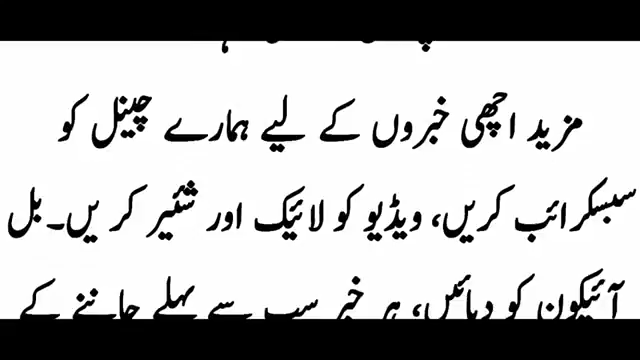 مزید اچھی خبروں کے لیے ہمارے چینل کو
سبسکرائب کریں، ویڈیو کو لائیک اور شئیر کریں۔ بل
آئیکون کو دبائیں، ہر خبر سب سے پہلے جاننے کے